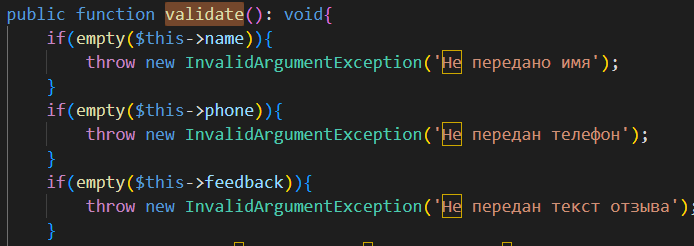 public function validate(): void{
if(empty($this->name)){
throw new InvalidArgumentException('Не передано имя');
}
if(empty($this->phone)){
throw new InvalidArgumentException('Не передан телефон');
}
if(empty($this->feedback)){
throw new InvalidArgumentException('Не передан текст отзыва');
}